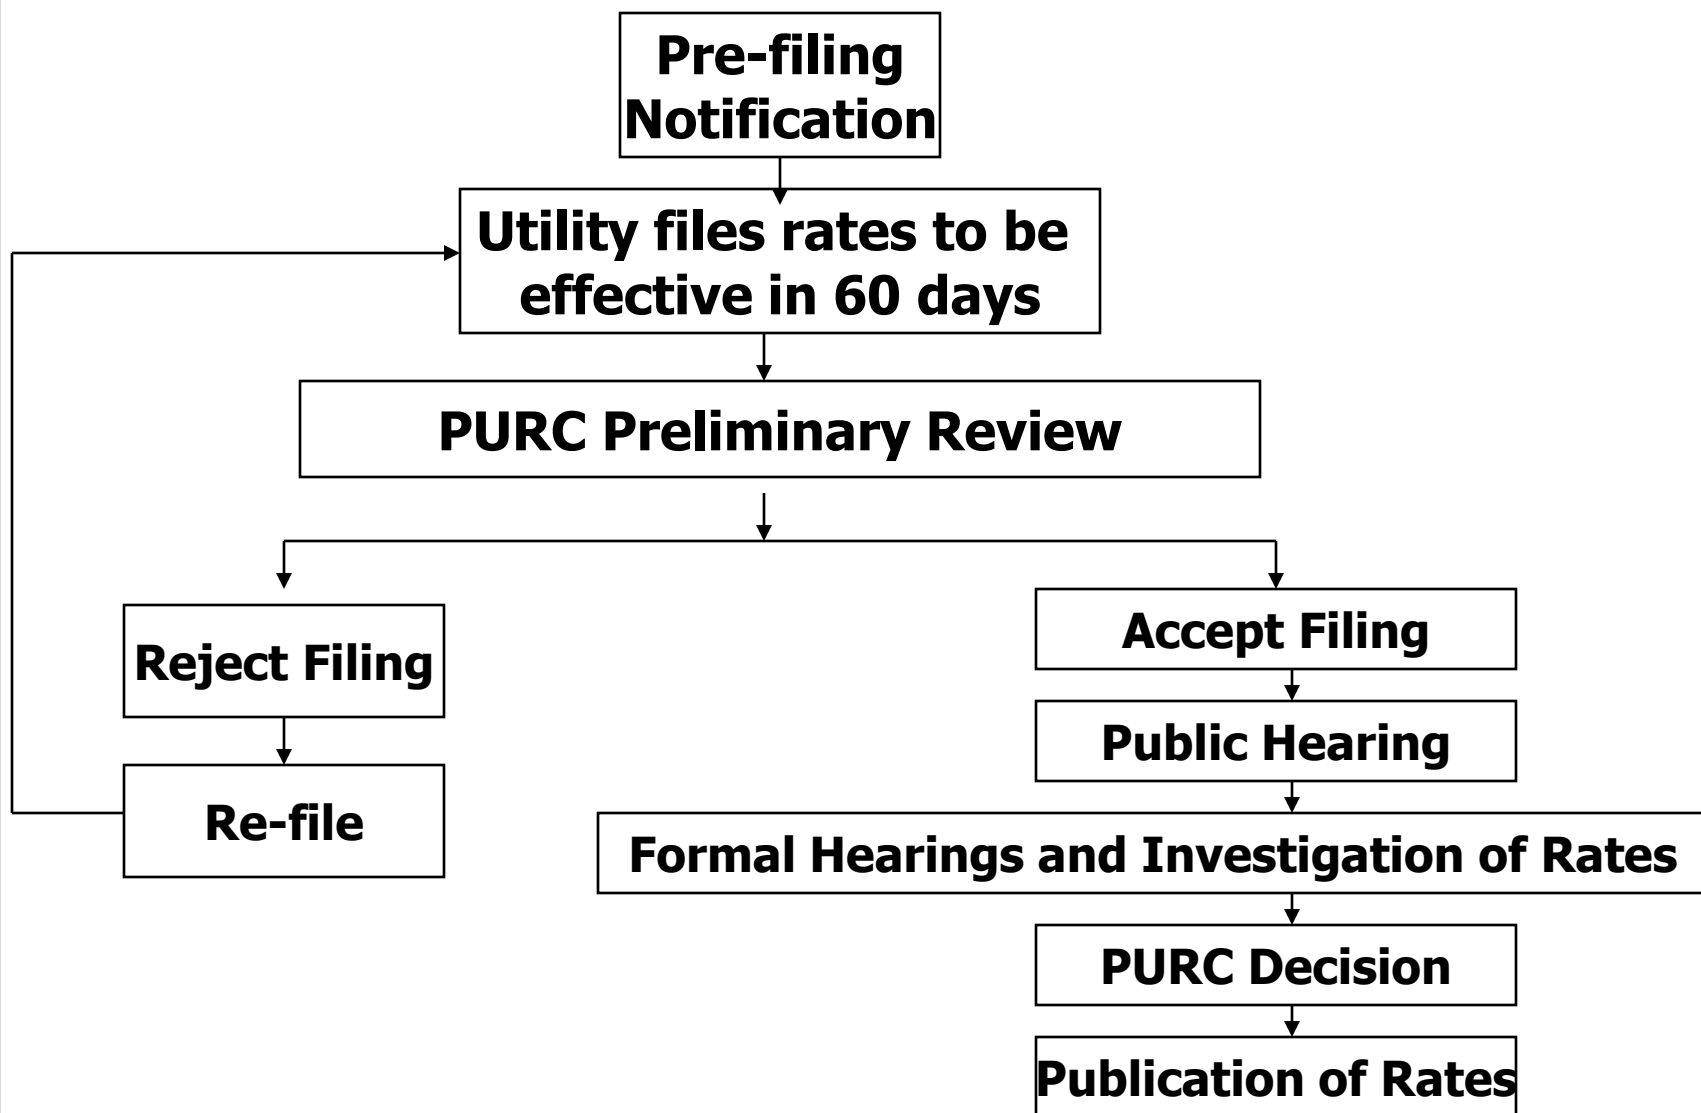 Pre-filing
Notification
Utility files rates to be
effective in 60 days
PURC Preliminary Review
Reject Filing
Re-file
Accept Filing
Public Hearing
Formal Hearings and Investigation of Rates
PURC Decision
Publication of Rates